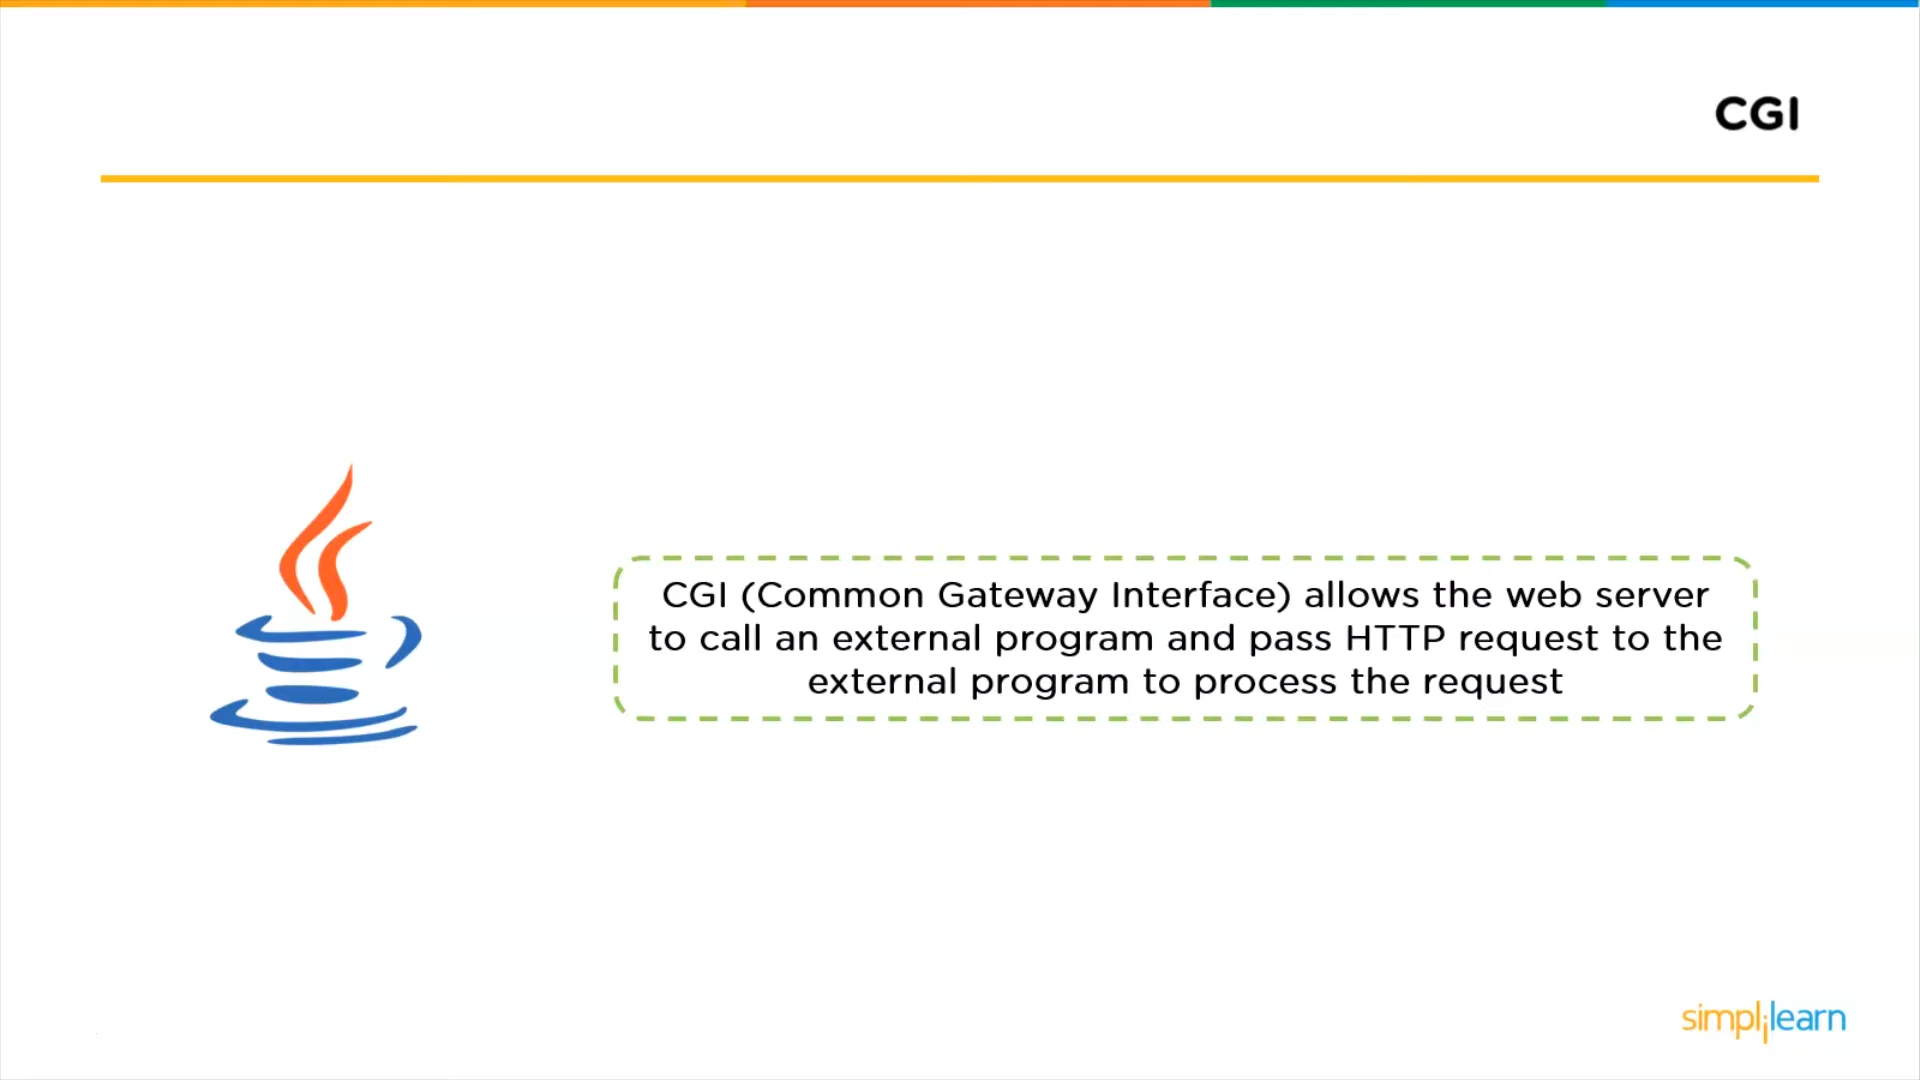 CGI
CGI (Common Gateway Interface) allows the web server
to call an external program and pass HTTP request to the
external program to process the request
simplilearn